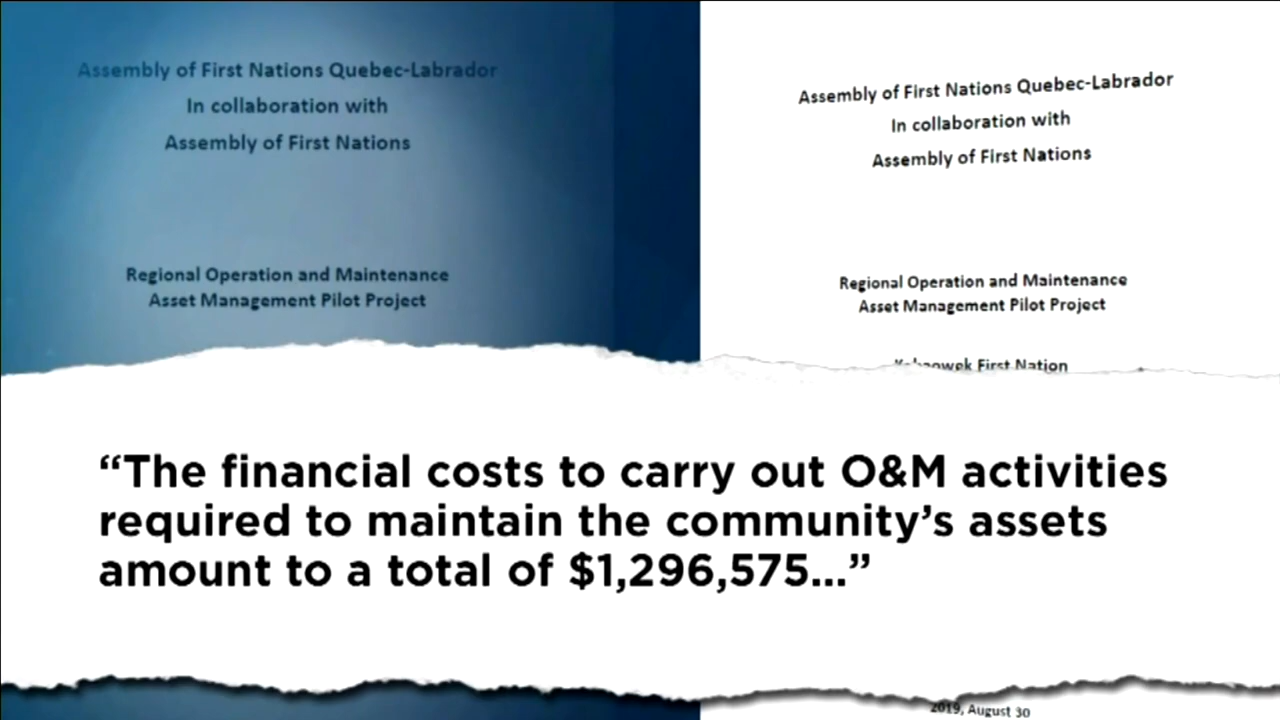 Assembly of First Nations Quebec-Labrador
In collaboration with
Assembly of First Nations
Regional Operation and Maintenance
Asset Management Pilot Project
Assembly of First Nations Quebec-Labrador
In collaboration with
Assembly of First Nations
Regional Operation and Maintenance
Asset Management Pilot Project
First Nation
“The financial costs to carry out O&M activities
required to maintain the community’s assets
amount to a total of $1,296,575...”
2019, August 30